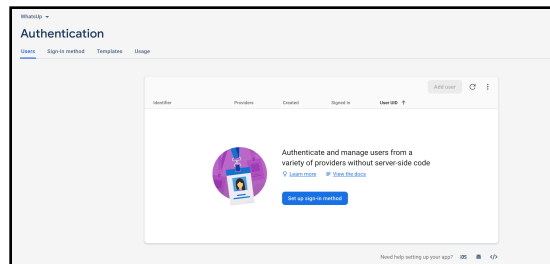 WhatsUp
Authentication
Users Sign-in method Templates Usage
Add user
Identifier Providers Created Signed In User UID ↑
Authenticate and manage users from a
variety of providers without server-side code
Learn more View the docs
Set up sign-in method
Need help setting up your app? iOS </>